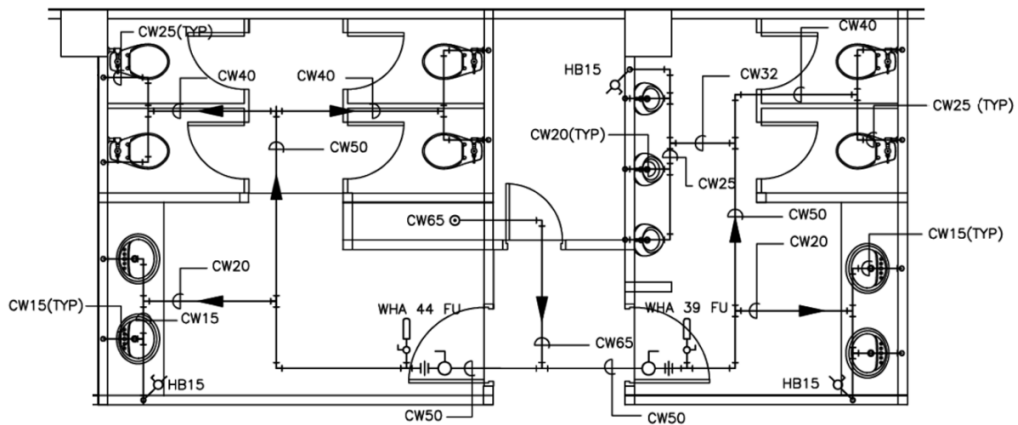 CW25(TYP)
CW40
HB15
CW40
CW40
CW32
CW25 (TYP)
CW20(TYP)
CW50
CW25
CW65
CW50
CW15(TYP)
CW20
CW20
CW15(TYP)
CW15
WHA 44 FU
WHA 39 FU
CW65
HB15
HB15
CW50
CW50